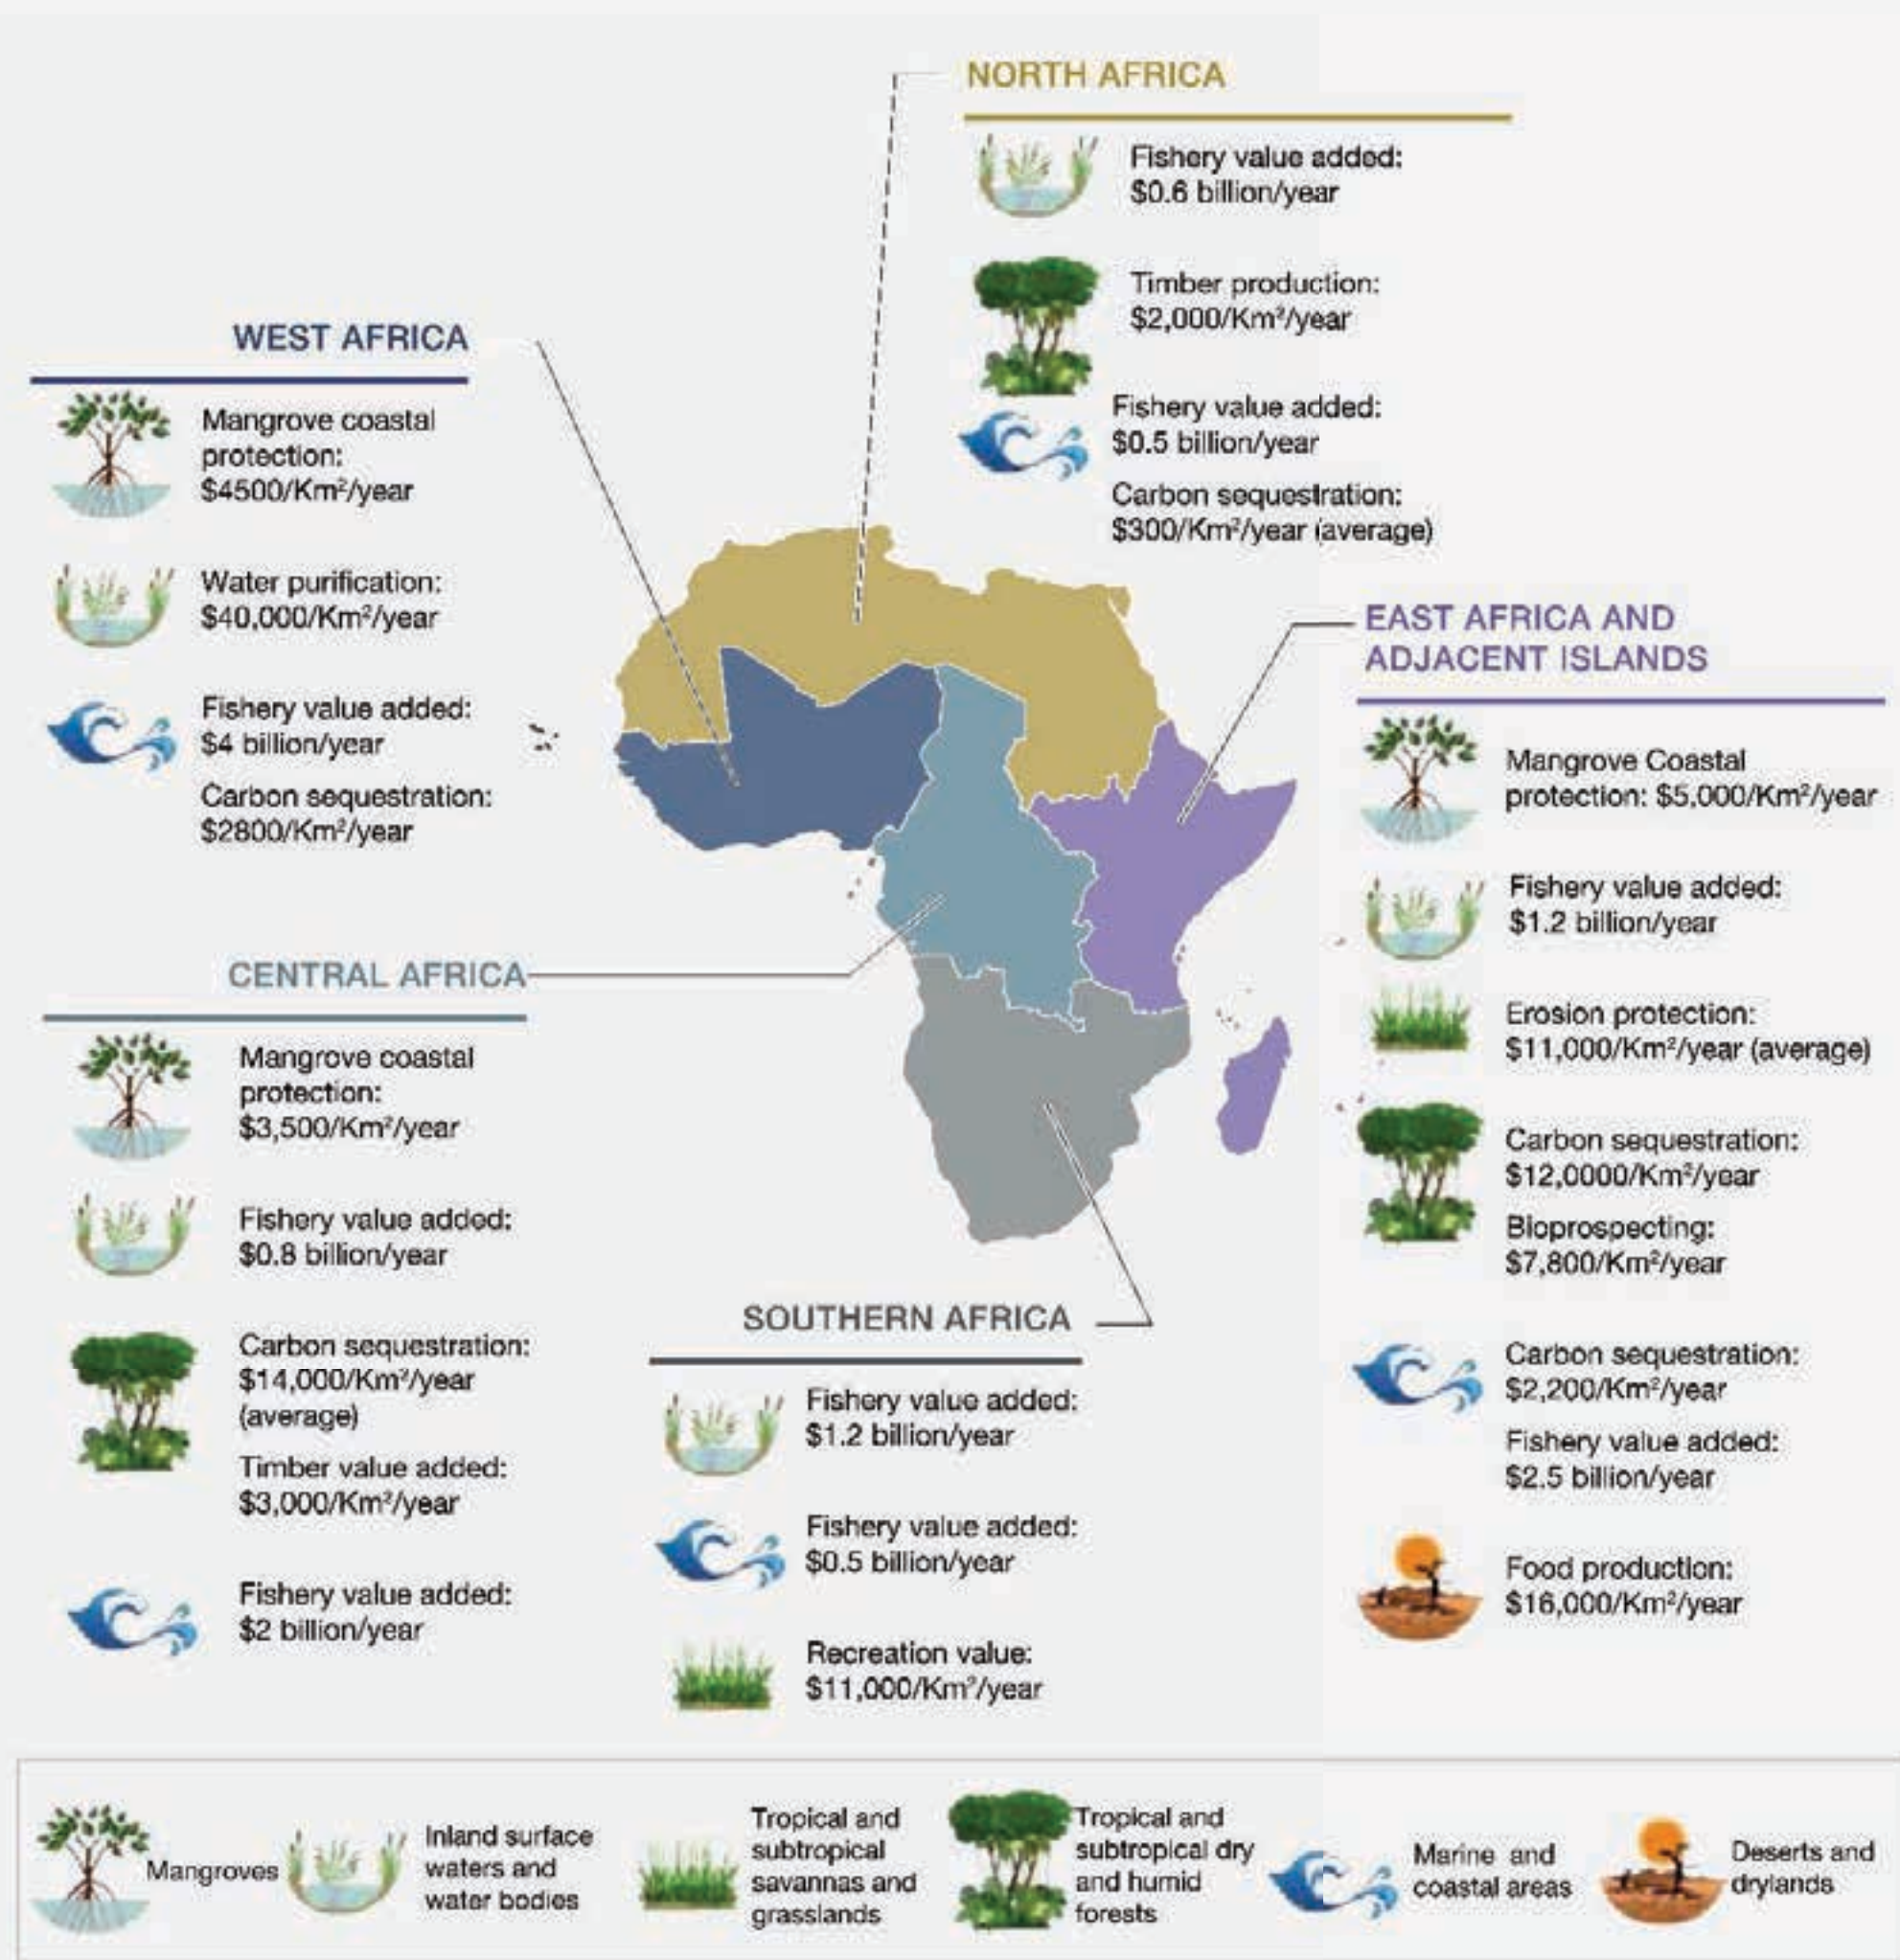 NORTH AFRICA
Fishery value added:
$0.6 billion/year
Timber production:
$2,000/Km²/year
Fishery value added:
$0.5 billion/year
Carbon sequestration:
$300/Km²/year (average)
WEST AFRICA
Mangrove coastal
protection:
$4500/Km²/year
Water purification:
$40,000/Km²/year
Fishery value added:
$4 billion/year
Carbon sequestration:
$2800/Km²/year
EAST AFRICA AND
ADJACENT ISLANDS
Mangrove Coastal
protection: $5,000/Km²/year
Fishery value added:
$1.2 billion/year
Erosion protection:
$11,000/Km²/year (average)
Carbon sequestration:
$12,0000/Km²/year
Bioprospecting:
$7,800/Km²/year
Carbon sequestration:
$2,200/Km²/year
Fishery value added:
$2.5 billion/year
Food production:
$16,000/Km²/year
CENTRAL AFRICA
Mangrove coastal
protection:
$3,500/Km²/year
Fishery value added:
$0.8 billion/year
Carbon sequestration:
$14,000/Km²/year
(average)
Timber value added:
$3,000/Km²/year
Fishery value added:
$2 billion/year
SOUTHERN AFRICA
Fishery value added:
$1.2 billion/year
Fishery value added:
$0.5 billion/year
Recreation value:
$11,000/Km²/year
Mangroves
Inland surface
waters and
water bodies
Tropical and
subtropical
savannas and
grasslands
Tropical and
subtropical dry
and humid
forests
Marine and
coastal areas
Deserts and
drylands